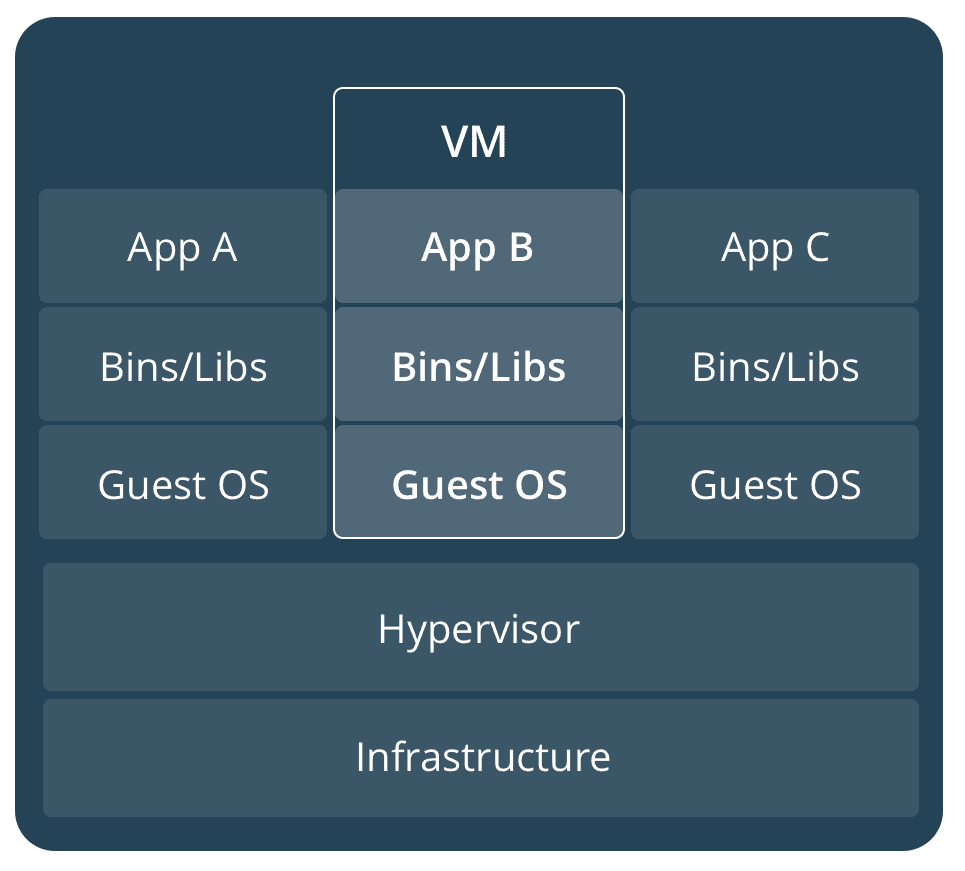 VM
App A
App B
App C
Bins/Libs
Bins/Libs
Bins/Libs
Guest OS
Guest OS
Guest OS
Hypervisor
Infrastructure